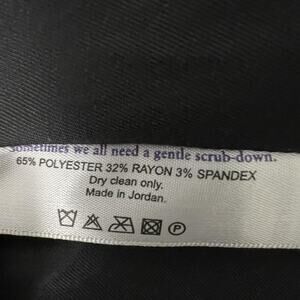 sometimes we all need a gentle scrub-down.
65% POLYESTER 32% RAYON 3% SPANDEX
Dry clean only.
Made in Jordan.
P